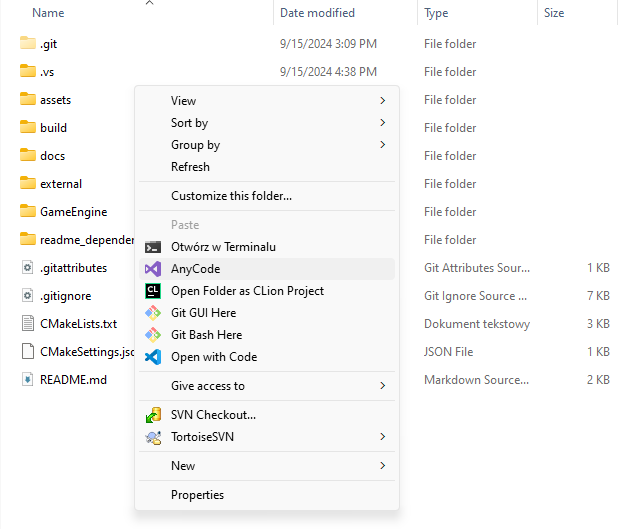 Name Date modified Type Size
.git 9/15/2024 3:09 PM File folder
.vs 9/15/2024 4:38 PM File folder
assets File folder
build File folder
docs File folder
external File folder
GameEngine File folder
readme_depender File folder
.gitattributes Git Attributes Sour... 1 KB
.gitignore Git Ignore Source ... 7 KB
CMakeLists.txt Dokument tekstowy 3 KB
CMakeSettings.jsc JSON File 1 KB
README.md Markdown Source... 2 KB
View
Sort by
Group by
Refresh
Customize this folder...
Paste
Otwórz w Terminalu
AnyCode
CL Open Folder as CLion Project
Git GUI Here
Git Bash Here
Open with Code
Give access to
SVN Checkout...
TortoiseSVN
New
Properties